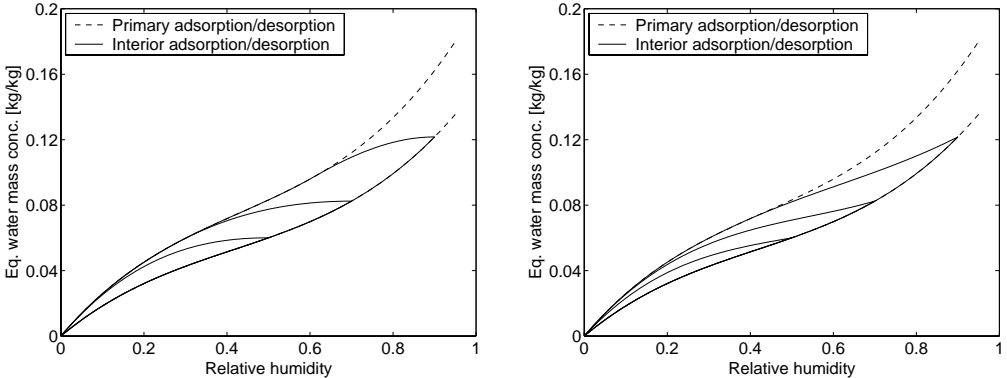 0.2
Primary adsorption/desorption
Interior adsorption/desorption
0.16
0.12
0.08
0.04
0
Eq. water mass conc. [kg/kg]
0 0.2 0.4 0.6 0.8 1
Relative humidity
0.2
Primary adsorption/desorption
Interior adsorption/desorption
0.16
0.12
0.08
0.04
0
Eq. water mass conc. [kg/kg]
0 0.2 0.4 0.6 0.8 1
Relative humidity